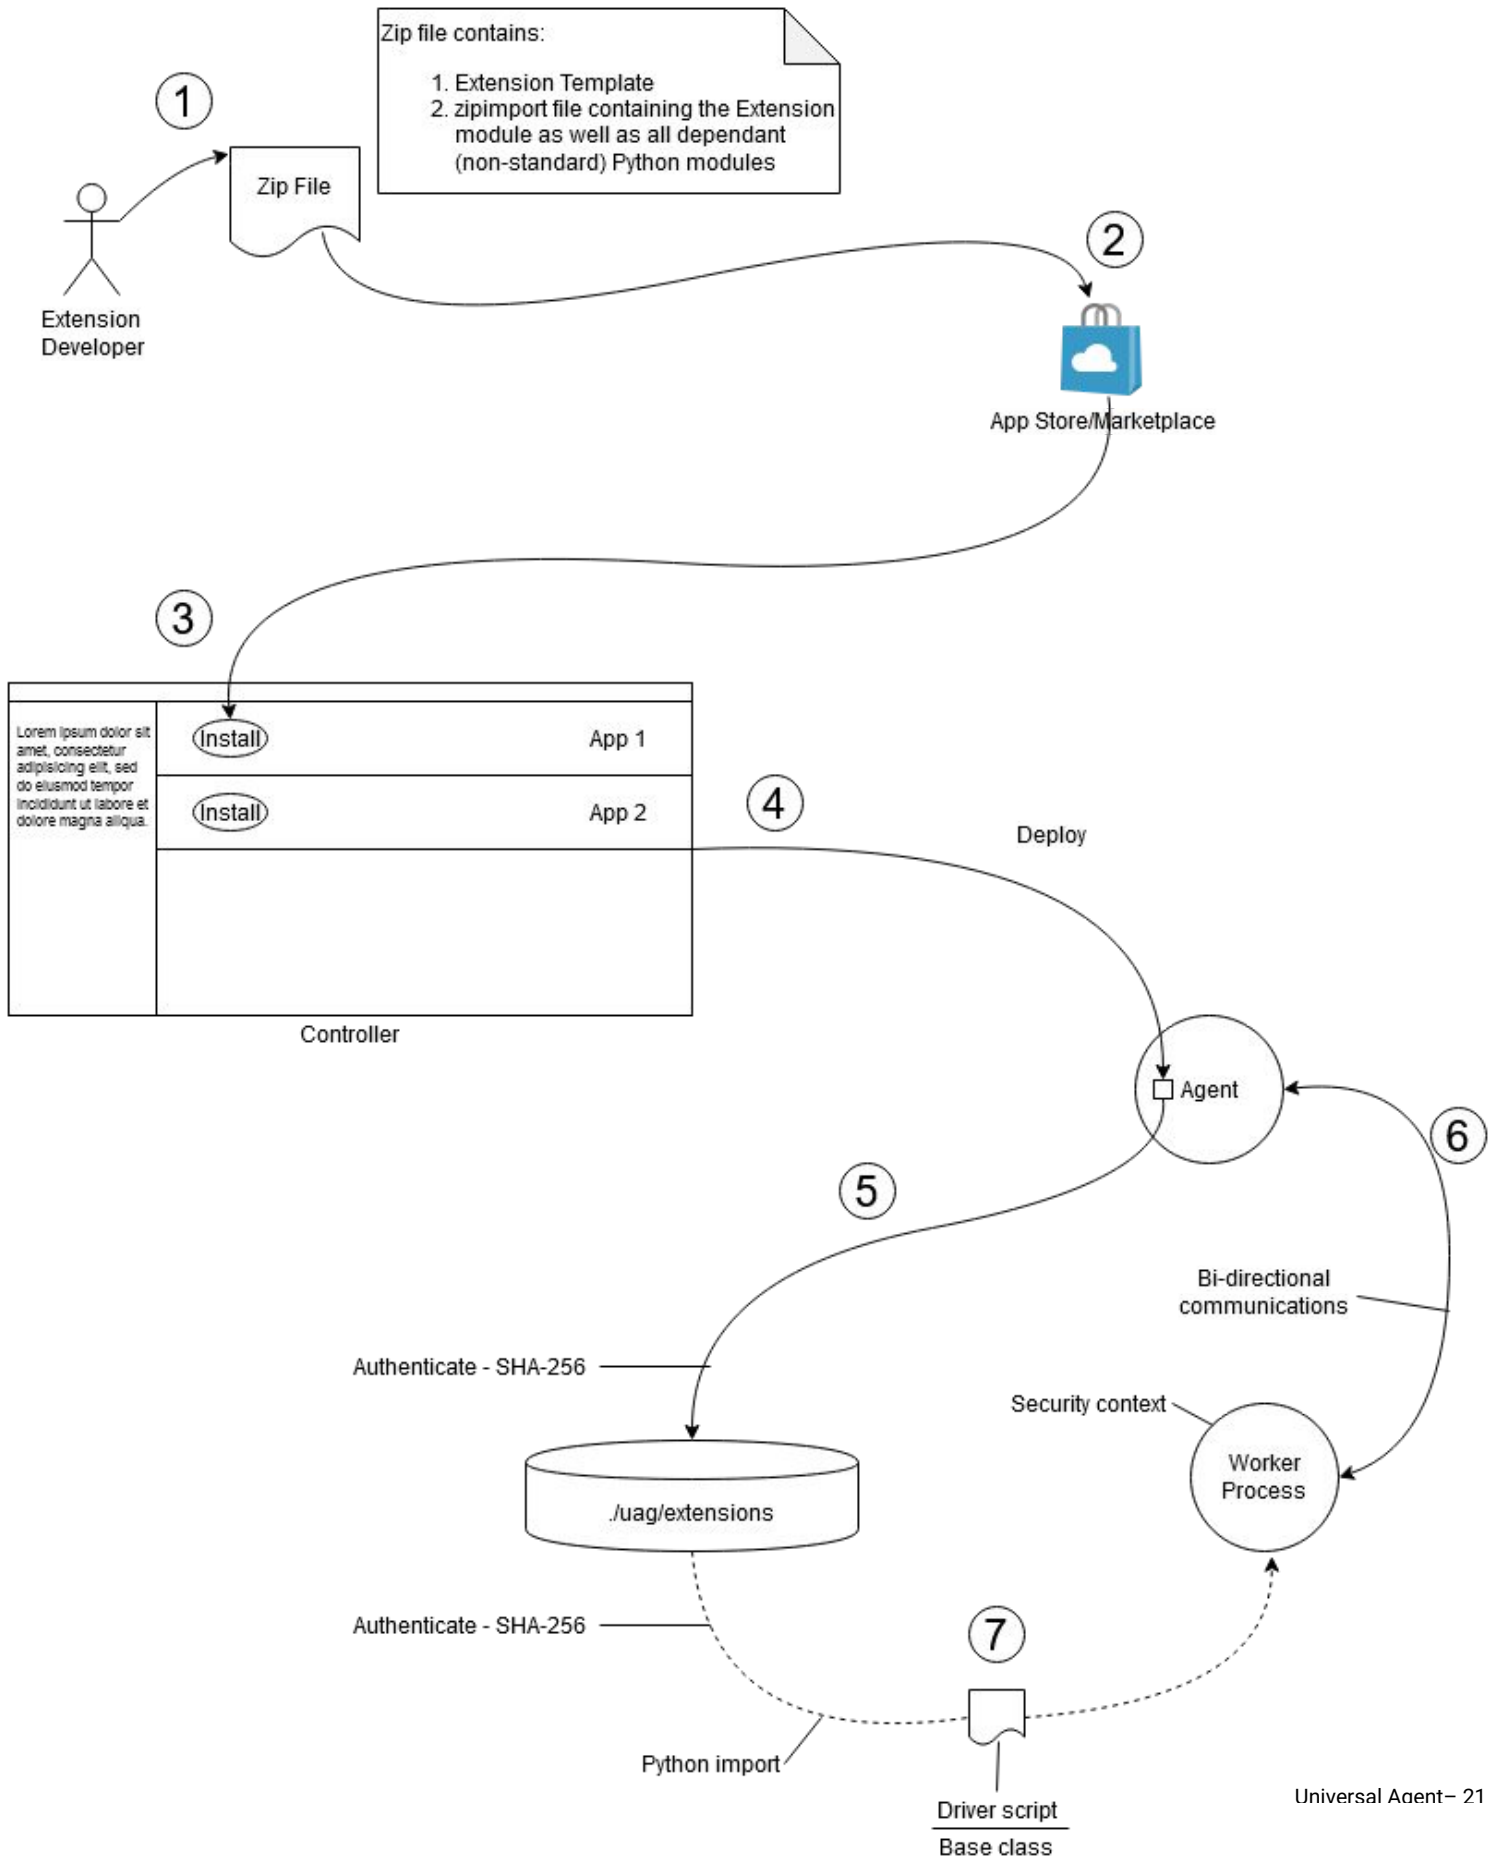 Zip file contains:
1. Extension Template
2. zipimport file containing the Extension
module as well as all dependant
(non-standard) Python modules
1
Zip File
Extension
Developer
2
App Store/Marketplace
3
Lorem ipsum dolor sit
amet, consectetur
adipisicing elit, sed
do eiusmod tempor
incididunt ut labore et
dolore magna aliqua.
Install
App 1
Install
App 2
4
Deploy
Controller
Agent
6
5
Bi-directional
communications
Authenticate - SHA-256
Security context
Worker
Process
./uag/extensions
Authenticate - SHA-256
7
Python import
Driver script
Base class
Universal Agent– 21